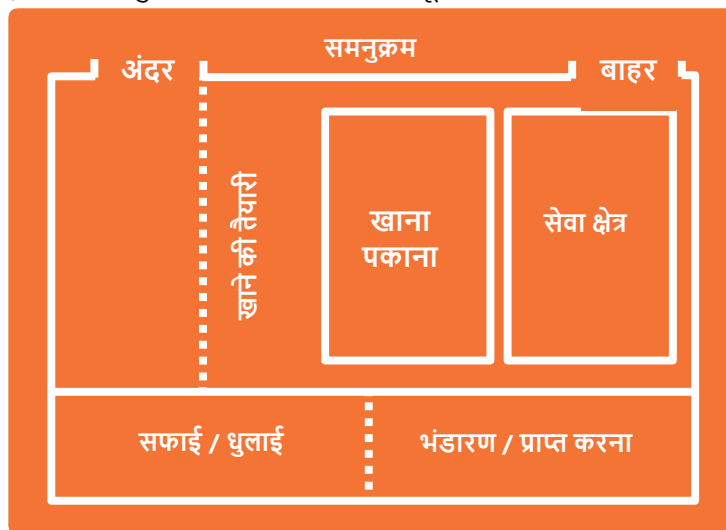 समनुक्रम
अंदर
बाहर
खाने की तैयारी
खाना
पकाना
सेवा क्षेत्र
सफाई / धुलाई
भंडारण / प्राप्त करना